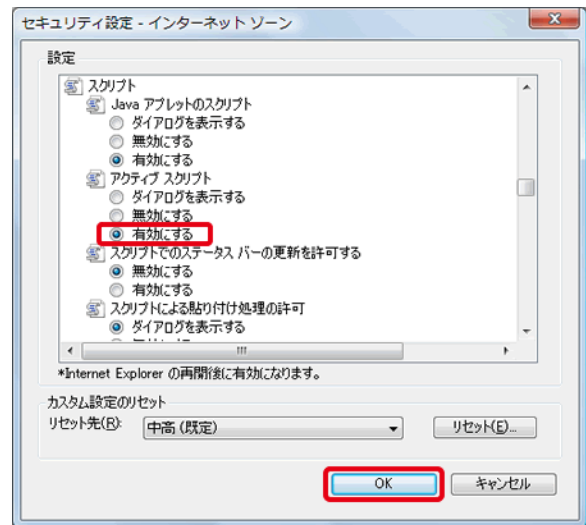 セキュリティ設定 - インターネット ゾーン
設定
スクリプト
Java アプレットのスクリプト
ダイアログを表示する
無効にする
有効にする
アクティブ スクリプト
ダイアログを表示する
無効にする
有効にする
スクリプトでのステータス バーの更新を許可する
無効にする
有効にする
スクリプトによる貼り付け処理の許可
ダイアログを表示する
*Internet Explorer の再開後に有効になります。
カスタム設定のリセット
リセット先(R): 中高 (既定) リセット(E)...
OK キャンセル